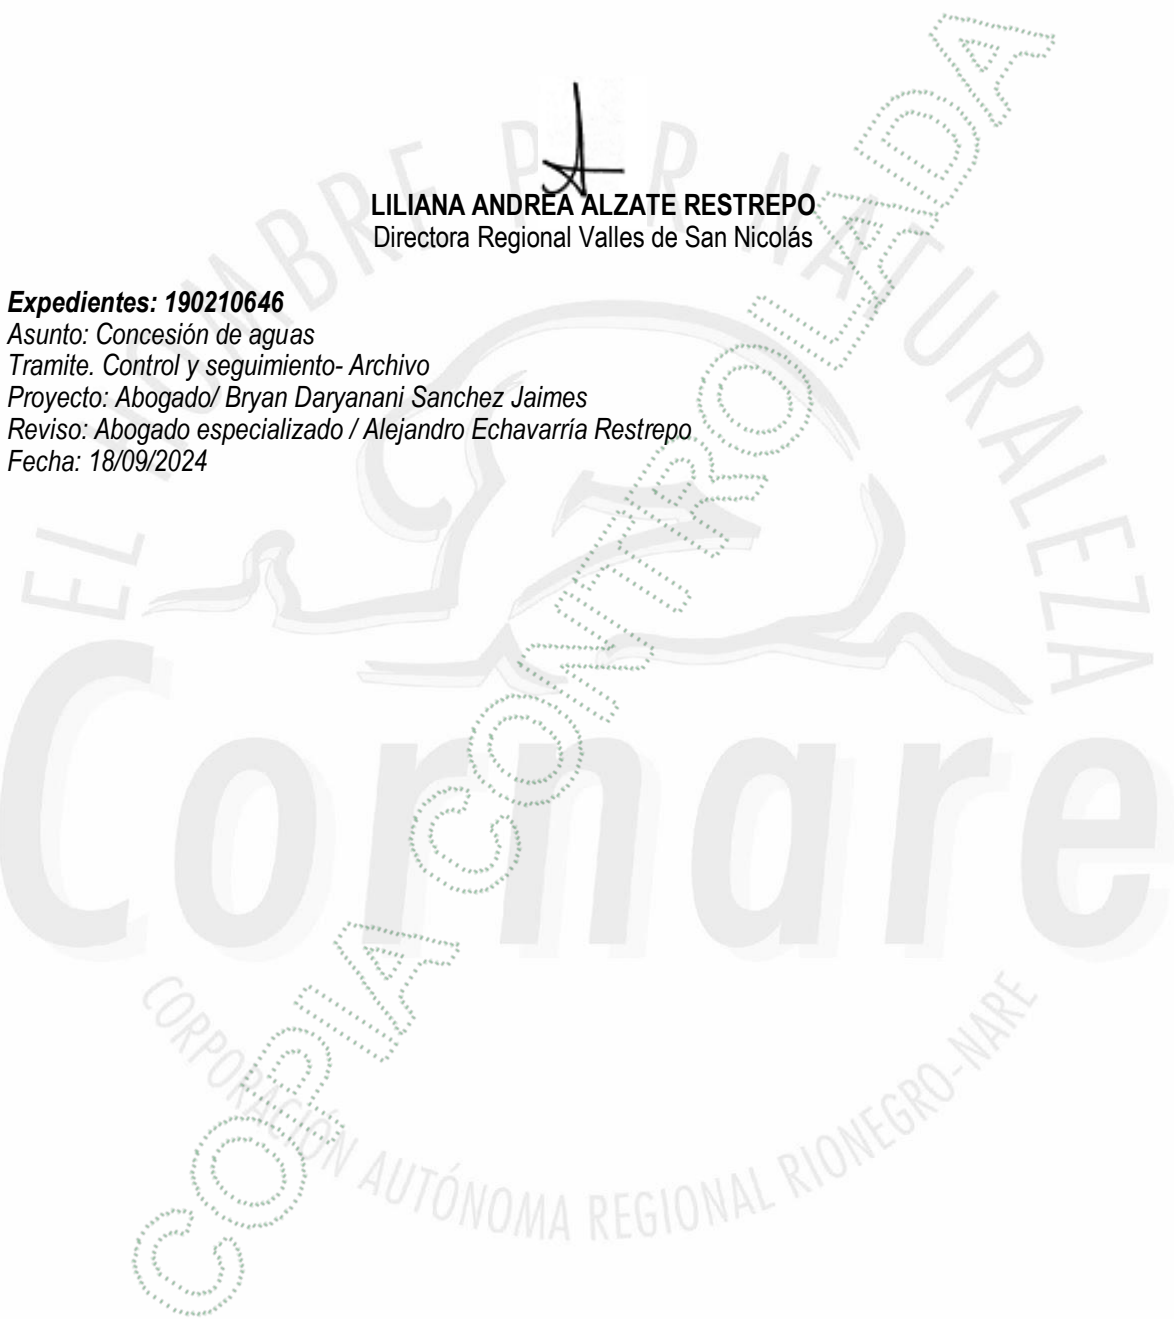 LILIANA ANDREA ALZATE RESTREPO
Directora Regional Valles de San Nicolás
Expedientes: 190210646
Asunto: Concesión de aguas
Tramite. Control y seguimiento- Archivo
Proyecto: Abogado/ Bryan Daryanani Sanchez Jaimes
Reviso: Abogado especializado / Alejandro Echavarría Restrepo
Fecha: 18/09/2024
EL HOMBRE P R NATURALEZA
Cornare
CORPORACIÓN AUTÓNOMA REGIONAL RIONEGRO-NARE
COPIA CONTROLADA